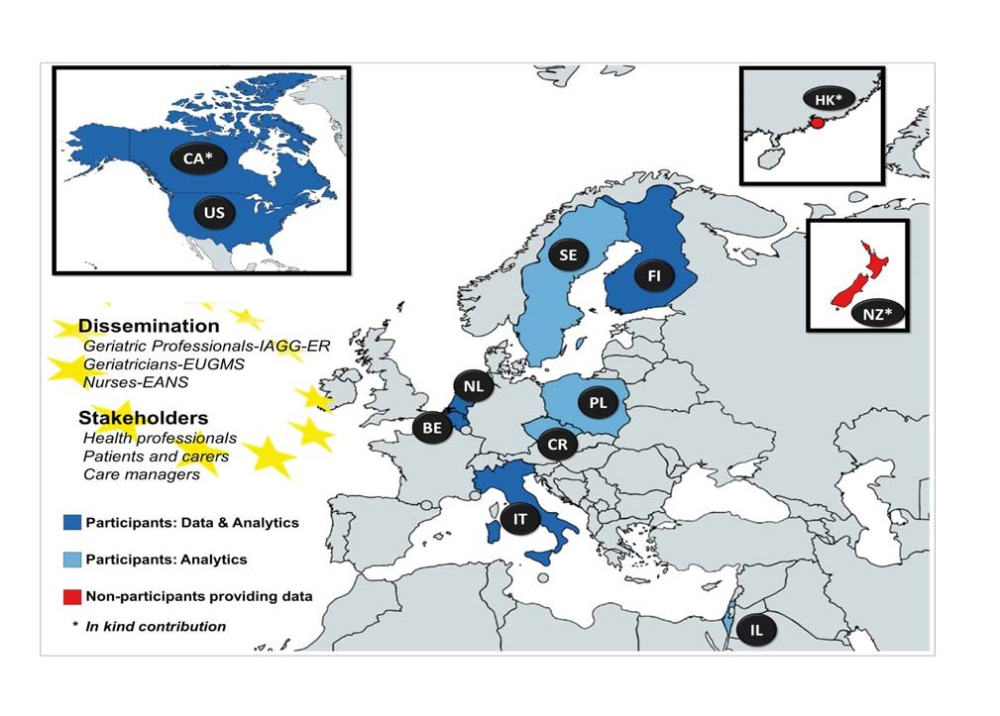 CA*
US
HK*
NZ*
SE
FI
NL
PL
BE
CR
IT
IL
Dissemination
Geriatric Professionals-IAGG-ER
Geriatricians-EUGMS
Nurses-EANS
Stakeholders
Health professionals
Patients and carers
Care managers
Participants: Data & Analytics
Participants: Analytics
Non-participants providing data
* In kind contribution